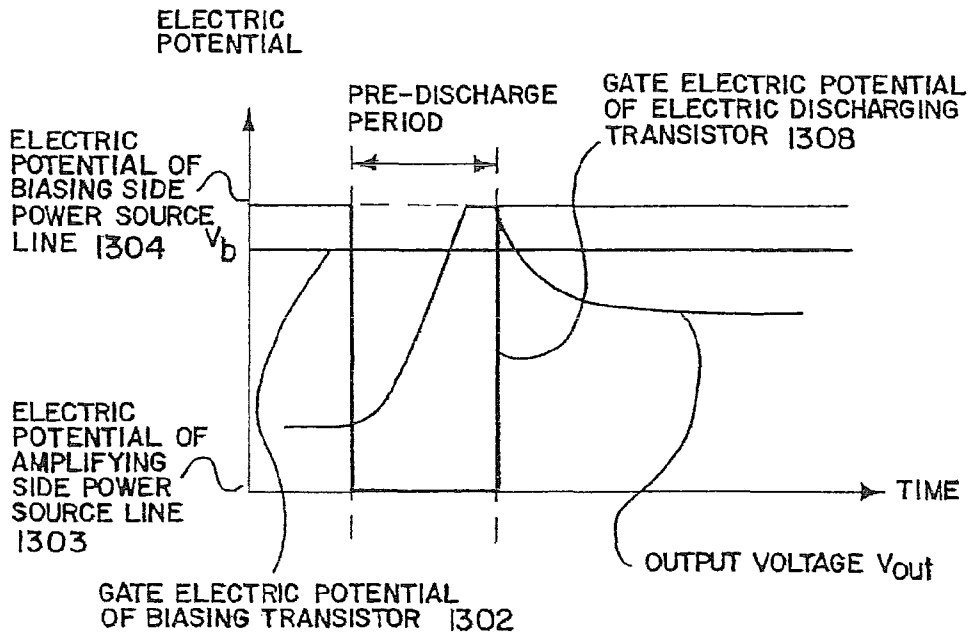 ELECTRIC
POTENTIAL
PRE-DISCHARGE
PERIOD
GATE ELECTRIC POTENTIAL
OF ELECTRIC DISCHARGING
TRANSISTOR 1308
ELECTRIC
POTENTIAL OF
BIASING SIDE
POWER SOURCE
LINE 1304
Vb
ELECTRIC
POTENTIAL OF
AMPLIFYING
SIDE POWER
SOURCE LINE
1303
TIME
OUTPUT VOLTAGE Vout
GATE ELECTRIC POTENTIAL
OF BIASING TRANSISTOR 1302